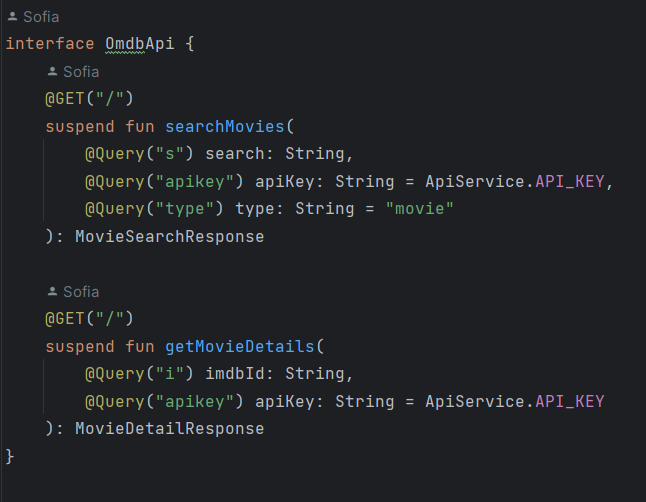 Sofia
interface OmdbApi {
Sofia
@GET("/")
suspend fun searchMovies(
@Query("s") search: String,
@Query("apikey") apiKey: String = ApiService.API_KEY,
@Query("type") type: String = "movie"
): MovieSearchResponse
Sofia
@GET("/")
suspend fun getMovieDetails(
@Query("i") imdbId: String,
@Query("apikey") apiKey: String = ApiService.API_KEY
): MovieDetailResponse
}